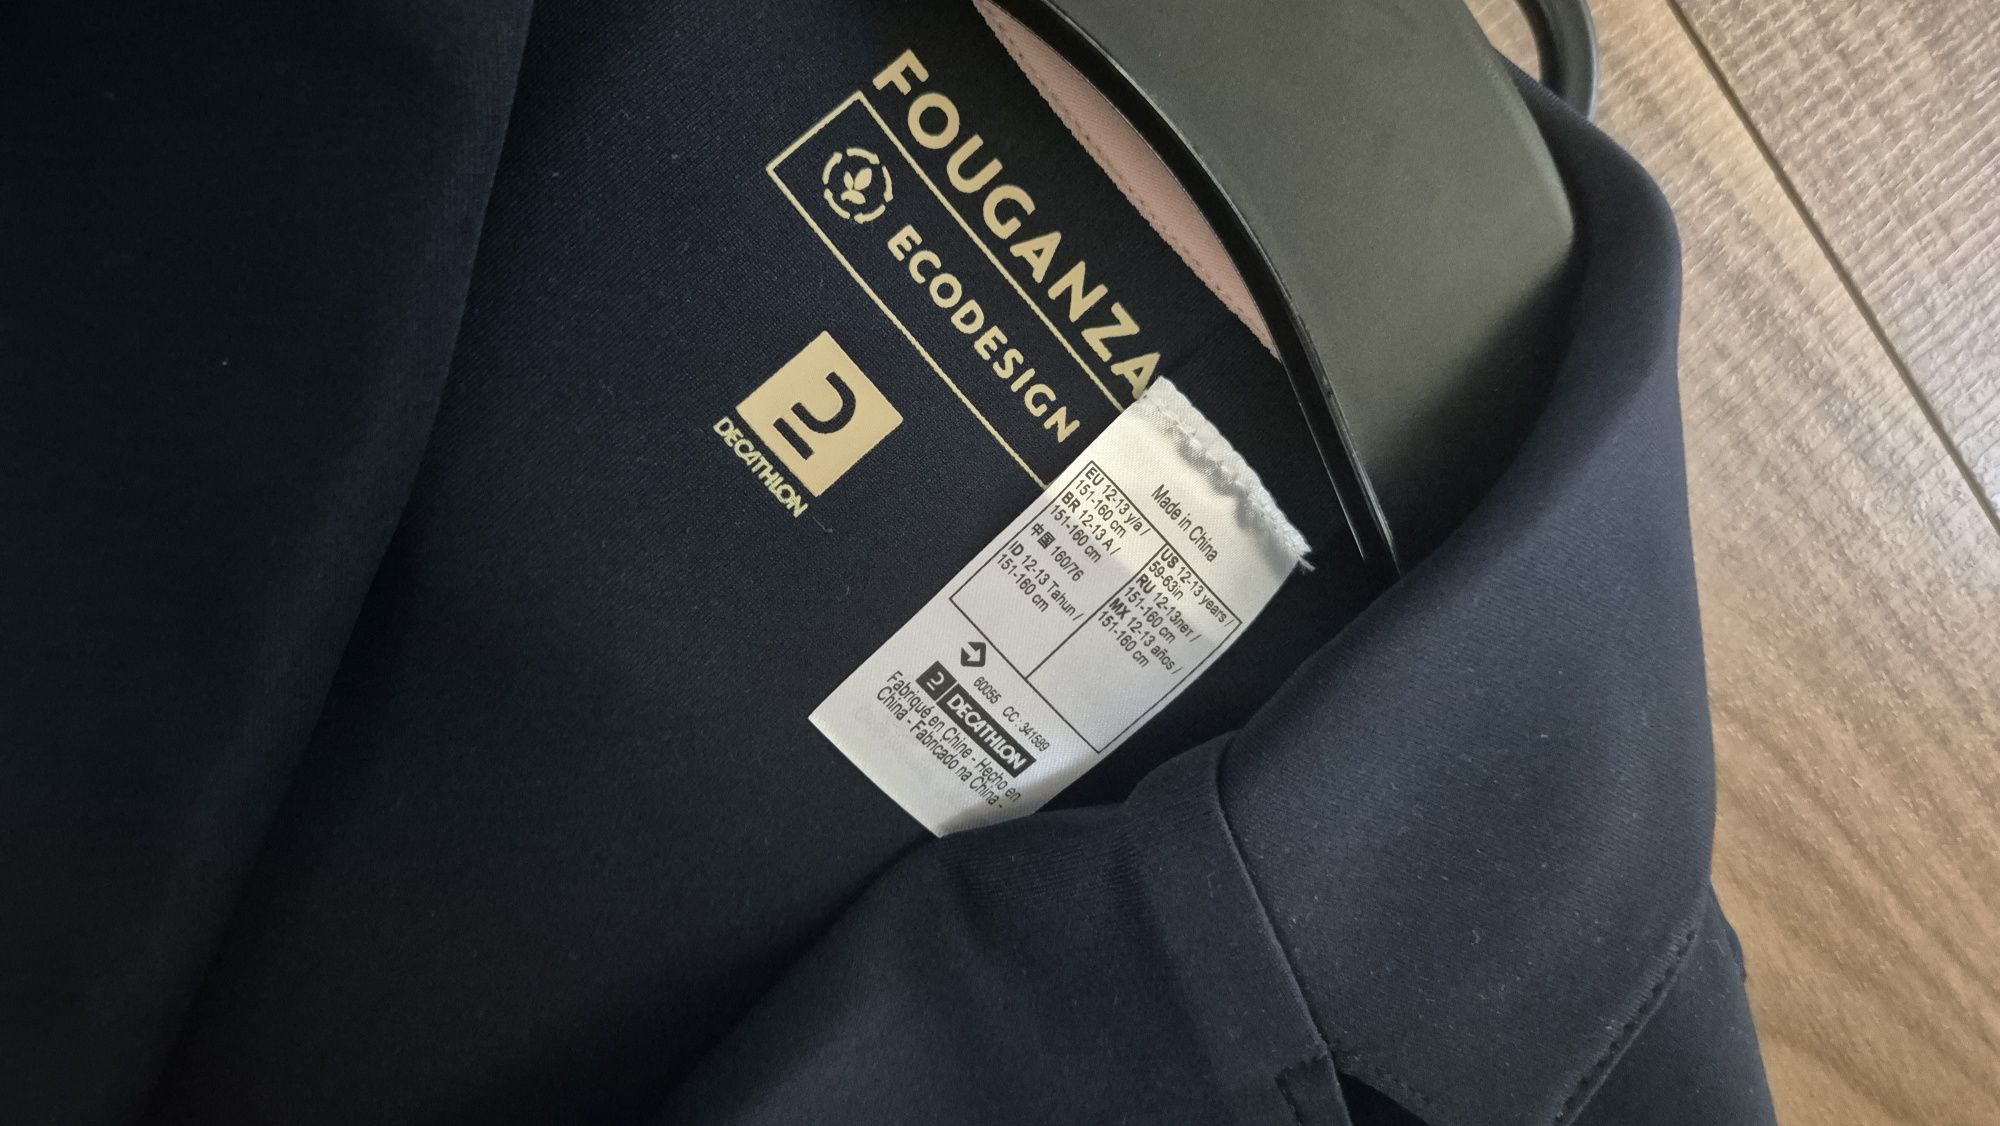 FOUGANZA
ECODESIGN
DECATHLON
Made in China
EU 12-13 y/a /
151-160 cm
BR 12-13 A /
151-160 cm
中国 160/76
ID 12-13 Tahun /
151-160 cm
US 12-13 years /
59-63in
RU 12-13лет /
151-160 cm
MX 12-13 años /
151-160 cm
60055 CC: 341589
DECATHLON
Fabriqué en Chine - Hecho en
China - Fabricado na China -